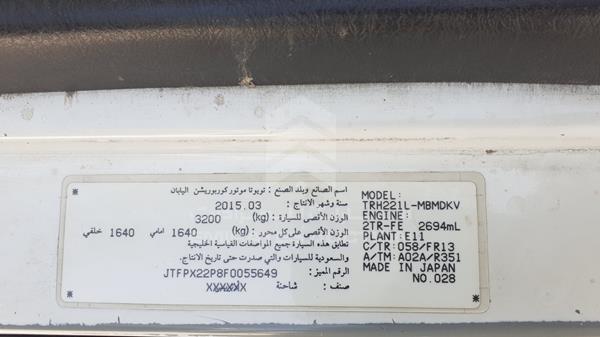 اسم الصانع وبلد الصنع : تويوتا موتور كوربوريشن اليابان
سنة وشهر الانتاج : 2015.03
الوزن الأقصى للسيارة : (kg) 3200
الوزن الأقصى على كل محور : (kg) 1640 امامي 1640 خلفي
تطابق هذه السيارة جميع المواصفات القياسية الخليجية
والسعودية للسيارات والتي صدرت حتى تاريخ الانتاج.
الرقم المميز : JTFPX22P8F0055649
صنف : شاحنة XXXXXX
MODEL:
TRH221L-MBMDKV
ENGINE:
2TR-FE 2694mL
PLANT: E11
C/TR: 058/FR13
A/TM: A02A/R351
MADE IN JAPAN
NO.028